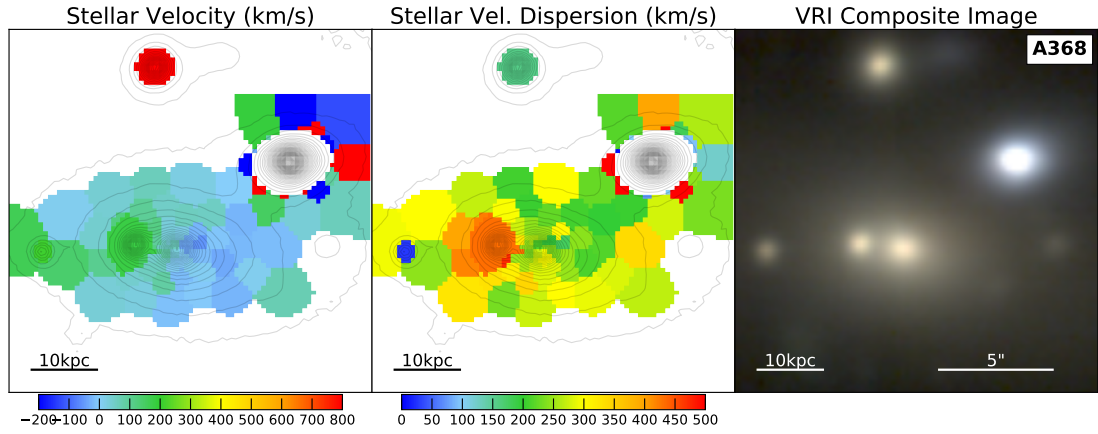 Stellar Velocity (km/s)
Stellar Vel. Dispersion (km/s)
VRI Composite Image
A368
10kpc
10kpc
10kpc
5"
−200 −100 0 100 200 300 400 500 600 700 800
0 50 100 150 200 250 300 350 400 450 500